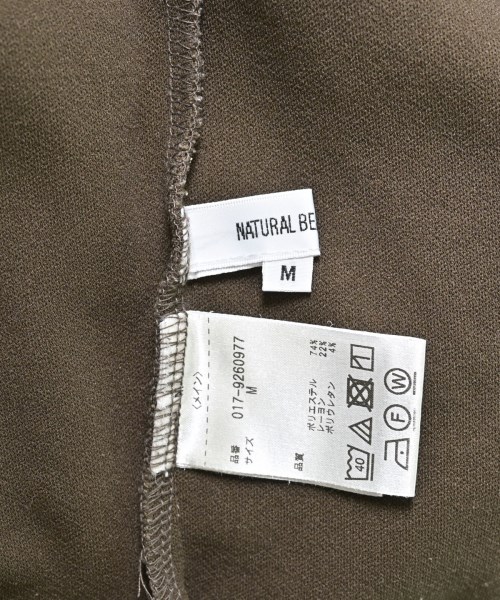 NATURAL BE
M
〈メイン〉
品番 017-9260977
サイズ M
品質 ポリエステル 74%
レーヨン 22%
ポリウレタン 4%
40
F W